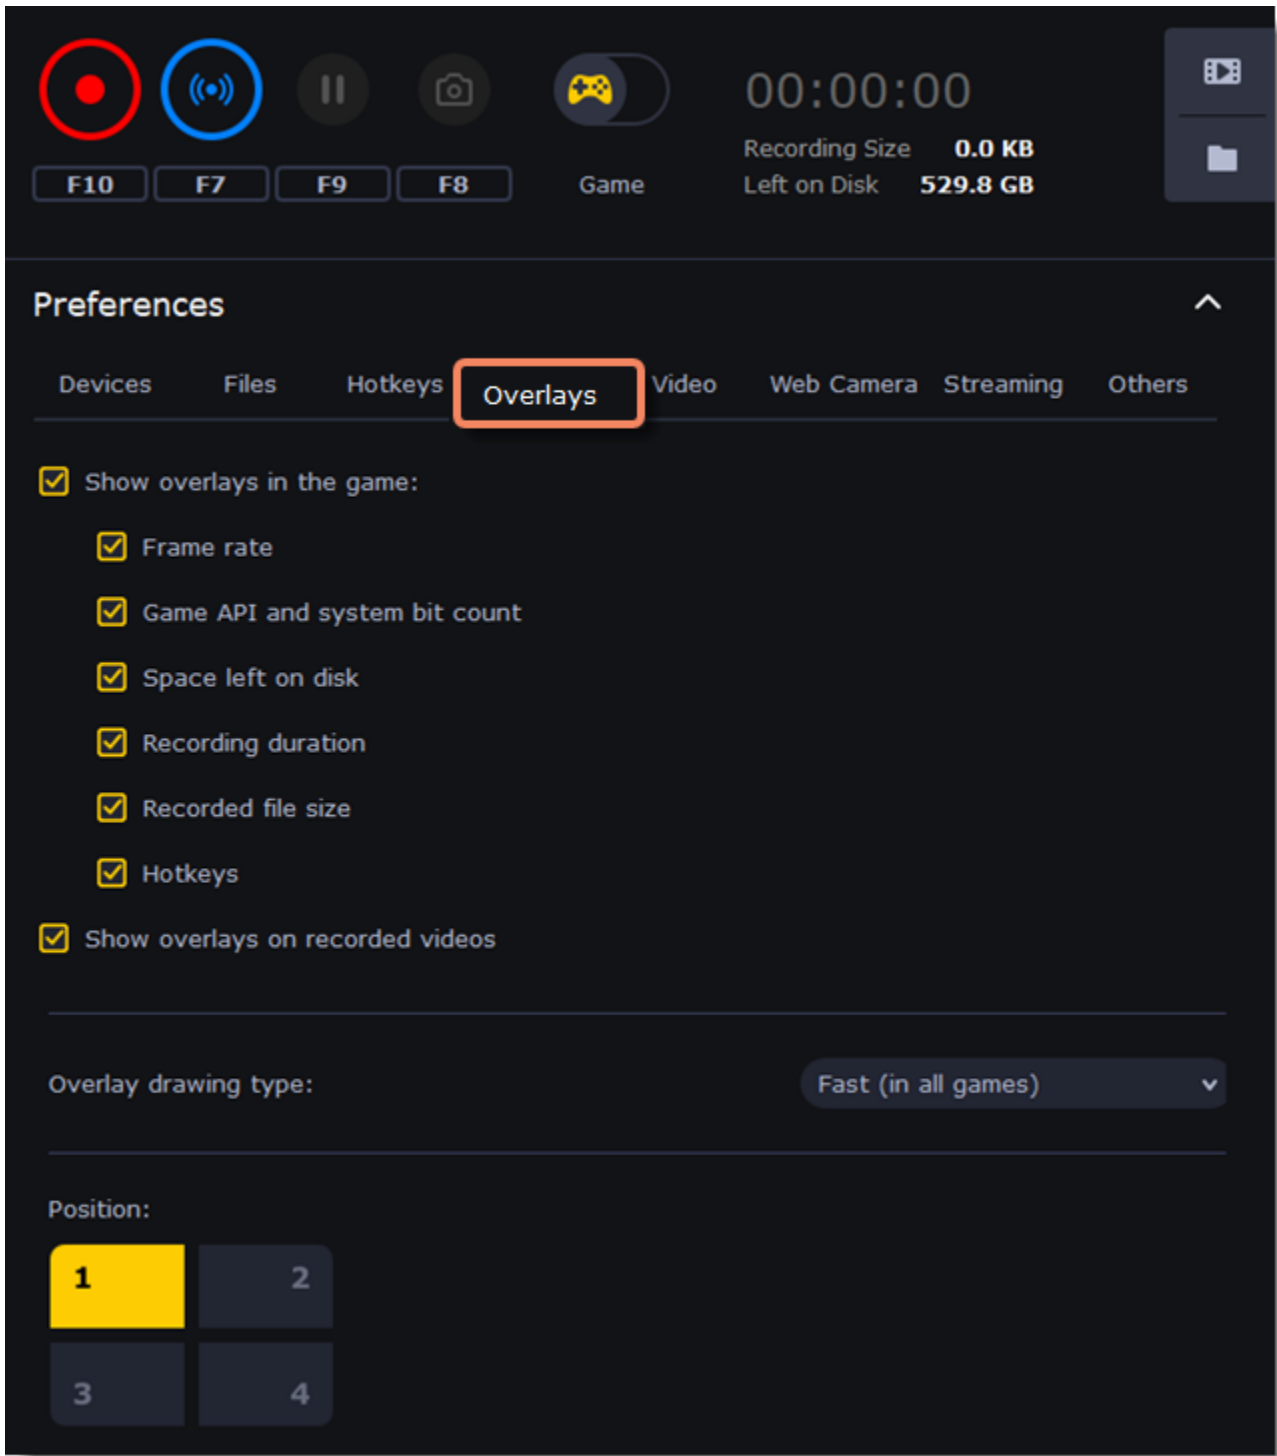 00:00:00
Recording Size 0.0 KB
F10 F7 F9 F8 Game Left on Disk 529.8 GB
Preferences
Devices Files Hotkeys Overlays Video Web Camera Streaming Others
Show overlays in the game:
Frame rate
Game API and system bit count
Space left on disk
Recording duration
Recorded file size
Hotkeys
Show overlays on recorded videos
Overlay drawing type: Fast (in all games)
Position:
1 2
3 4